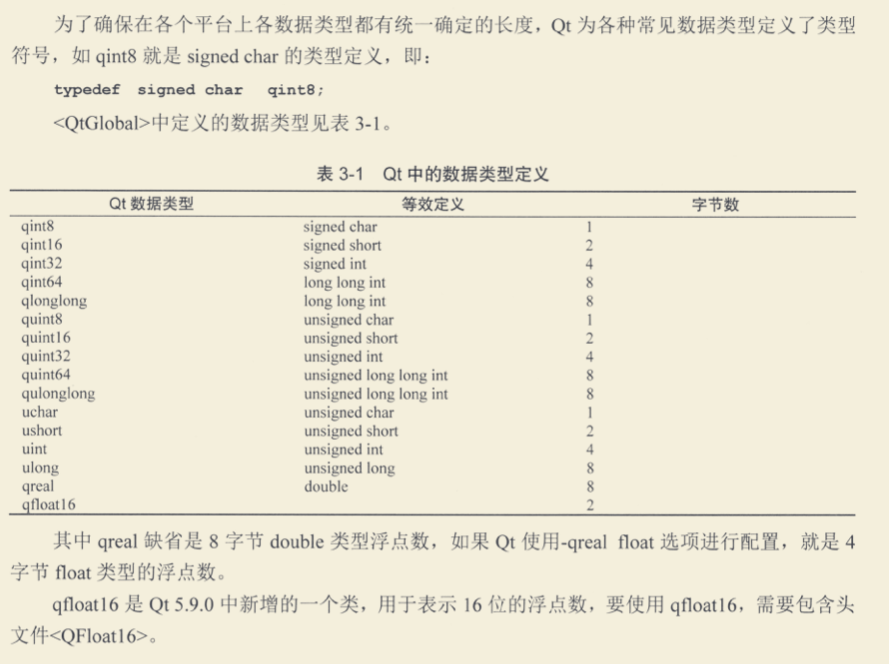 为了确保在各个平台上各数据类型都有统一确定的长度，Qt 为各种常见数据类型定义了类型
符号，如 qint8 就是 signed char 的类型定义，即：
typedef signed char qint8;
<QtGlobal>中定义的数据类型见表 3-1。
表 3-1 Qt 中的数据类型定义
Qt 数据类型 等效定义 字节数
qint8 signed char 1
qint16 signed short 2
qint32 signed int 4
qint64 long long int 8
qlonglong long long int 8
quint8 unsigned char 1
quint16 unsigned short 2
quint32 unsigned int 4
quint64 unsigned long long int 8
qulonglong unsigned long long int 8
uchar unsigned char 1
ushort unsigned short 2
uint unsigned int 4
ulong unsigned long 8
qreal double 8
qfloat16 2
其中 qreal 缺省是 8 字节 double 类型浮点数，如果 Qt 使用-qreal float 选项进行配置，就是 4
字节 float 类型的浮点数。
qfloat16 是 Qt 5.9.0 中新增的一个类，用于表示 16 位的浮点数，要使用 qfloat16，需要包含头
文件<QFloat16>。